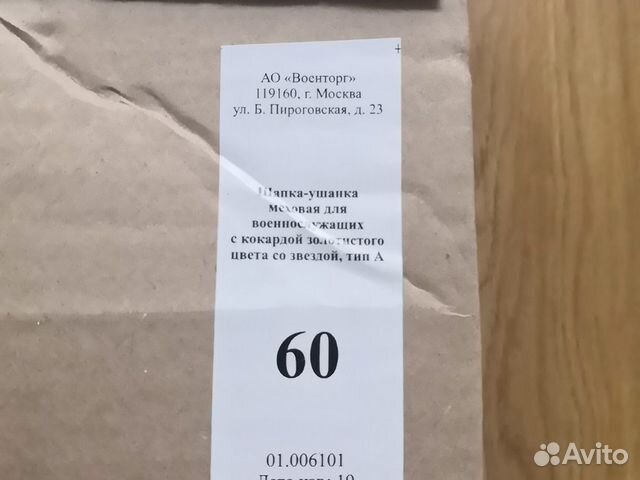 АО «Военторг»
119160, г. Москва
ул. Б. Пироговская, д. 23
Шапка-ушанка
меховая для
военнослужащих
с кокардой золотистого
цвета со звездой, тип А
60
01.006101
Avito